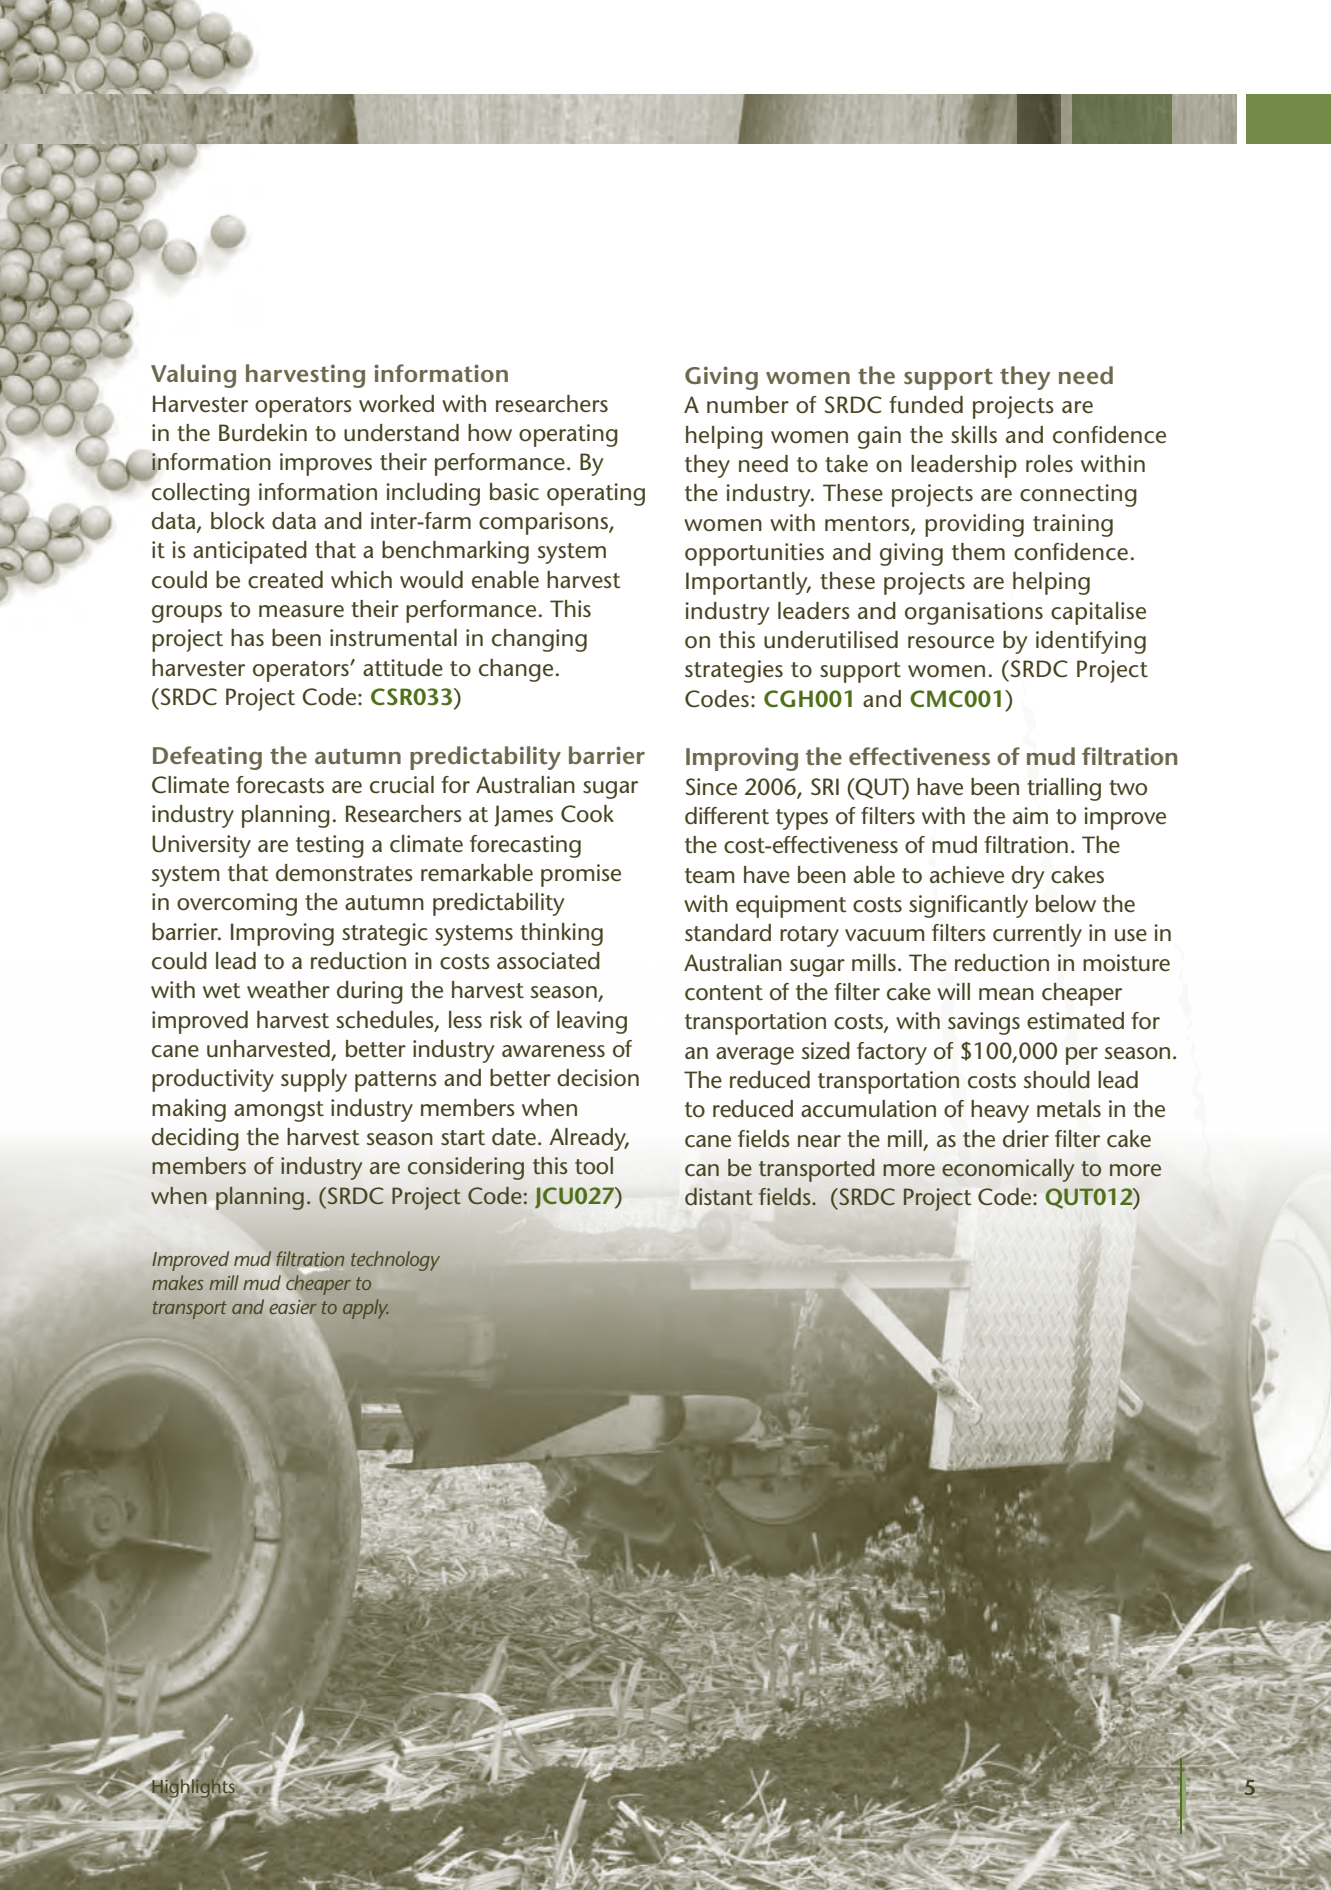 Valuing harvesting information
Harvester operators worked with researchers
in the Burdekin to understand how operating
information improves their performance. By
collecting information including basic operating
data, block data and inter-farm comparisons,
it is anticipated that a benchmarking system
could be created which would enable harvest
groups to measure their performance. This
project has been instrumental in changing
harvester operators’ attitude to change.
(SRDC Project Code: CSR033)
Defeating the autumn predictability barrier
Climate forecasts are crucial for Australian sugar
industry planning. Researchers at James Cook
University are testing a climate forecasting
system that demonstrates remarkable promise
in overcoming the autumn predictability
barrier. Improving strategic systems thinking
could lead to a reduction in costs associated
with wet weather during the harvest season,
improved harvest schedules, less risk of leaving
cane unharvested, better industry awareness of
productivity supply patterns and better decision
making amongst industry members when
deciding the harvest season start date. Already,
members of industry are considering this tool
when planning. (SRDC Project Code: JCU027)
Giving women the support they need
A number of SRDC funded projects are
helping women gain the skills and confidence
they need to take on leadership roles within
the industry. These projects are connecting
women with mentors, providing training
opportunities and giving them confidence.
Importantly, these projects are helping
industry leaders and organisations capitalise
on this underutilised resource by identifying
strategies to support women. (SRDC Project
Codes: CGH001 and CMC001)
Improving the effectiveness of mud filtration
Since 2006, SRI (QUT) have been trialling two
different types of filters with the aim to improve
the cost-effectiveness of mud filtration. The
team have been able to achieve dry cakes
with equipment costs significantly below the
standard rotary vacuum filters currently in use in
Australian sugar mills. The reduction in moisture
content of the filter cake will mean cheaper
transportation costs, with savings estimated for
an average sized factory of $100,000 per season.
The reduced transportation costs should lead
to reduced accumulation of heavy metals in the
cane fields near the mill, as the drier filter cake
can be transported more economically to more
distant fields. (SRDC Project Code: QUT012)
Improved mud filtration technology
makes mill mud cheaper to
transport and easier to apply.
Highlights
5